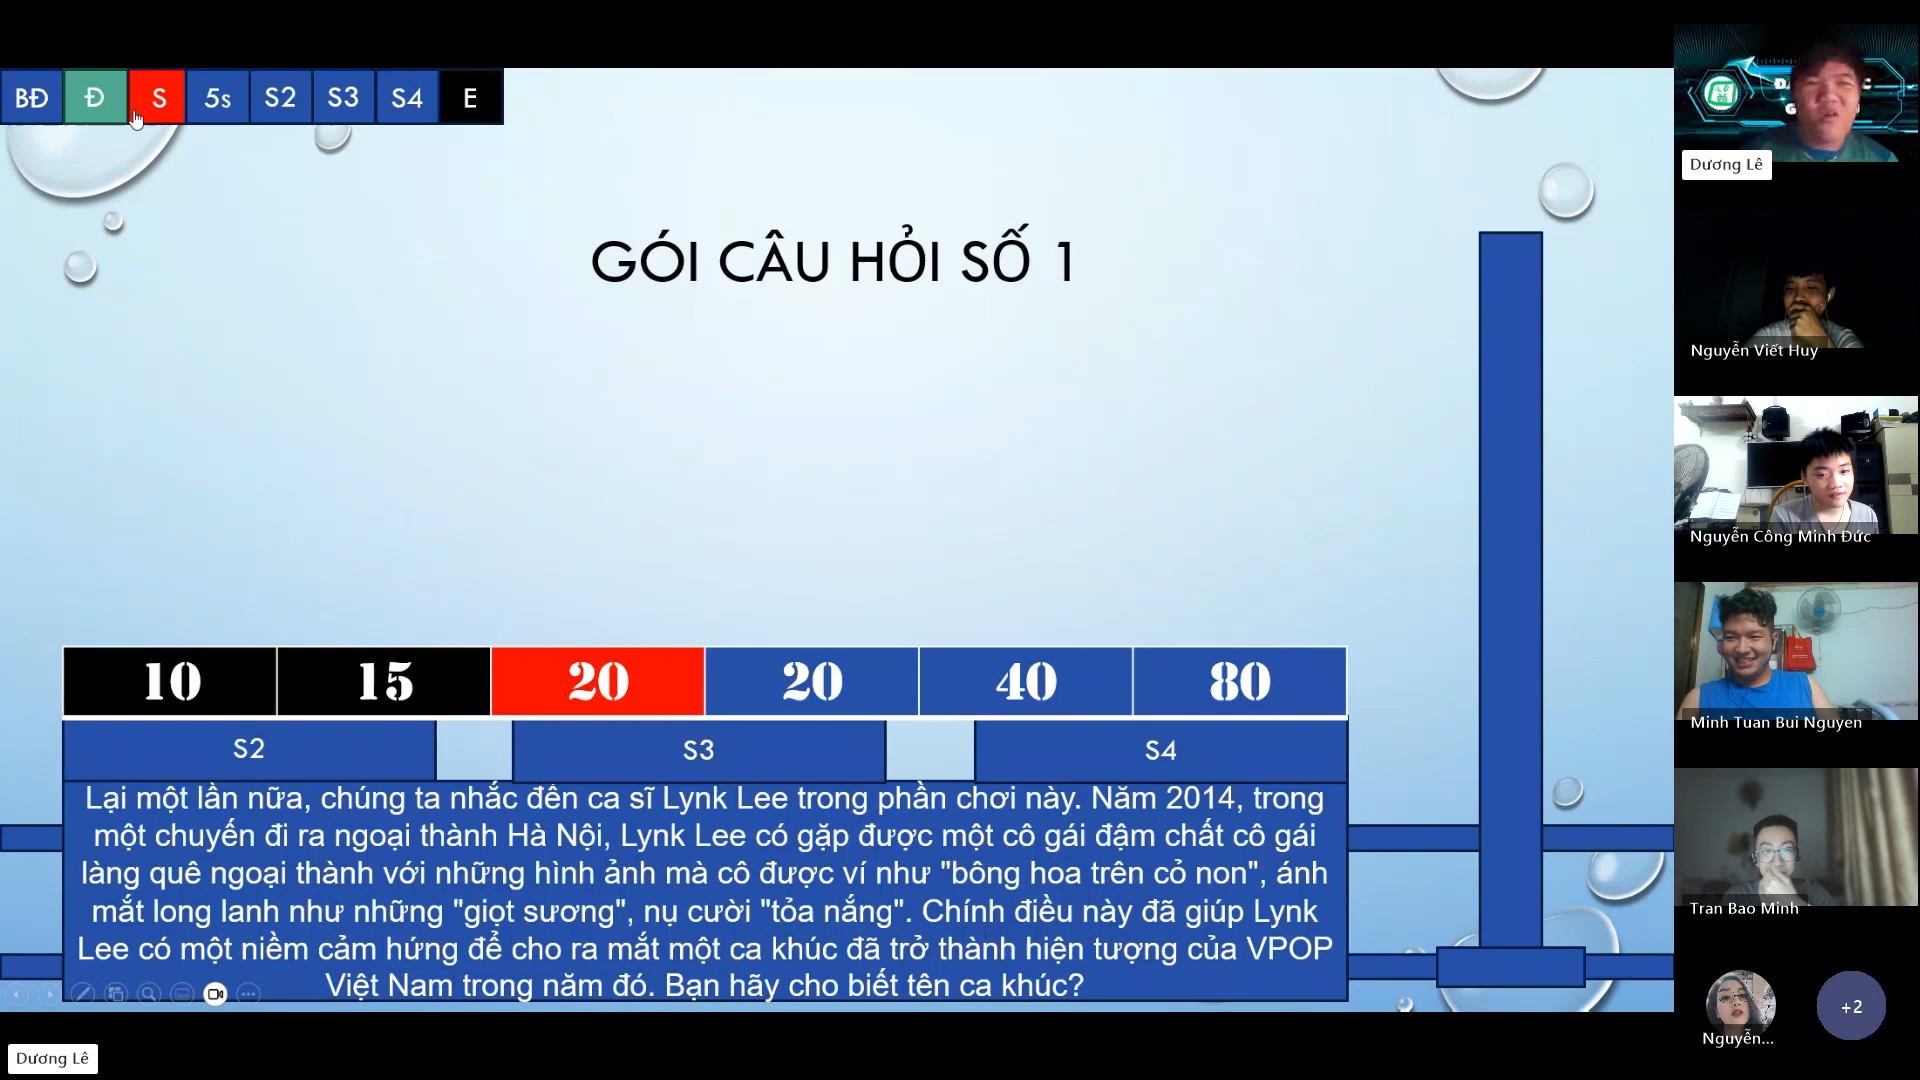 BĐ Đ S 5s S2 S3 S4 E
GÓI CÂU HỎI SỐ 1
10 15 20 20 40 80
S2 S3 S4
Lại một lần nữa, chúng ta nhắc đến ca sĩ Lynk Lee trong phần chơi này. Năm 2014, trong
một chuyến đi ra ngoại thành Hà Nội, Lynk Lee có gặp được một cô gái đậm chất cô gái
làng quê ngoại thành với những hình ảnh mà cô được ví như "bông hoa trên cỏ non", ánh
mắt long lanh như những "giọt sương", nụ cười "tỏa nắng". Chính điều này đã giúp Lynk
Lee có một niềm cảm hứng để cho ra mắt một ca khúc đã trở thành hiện tượng của VPOP
Việt Nam trong năm đó. Bạn hãy cho biết tên ca khúc?
Dương Lê
Dương Lê
Nguyễn Viết Huy
Nguyễn Công Minh Đức
Minh Tuan Bui Nguyen
Tran Bao Minh
Nguyễn...
+2